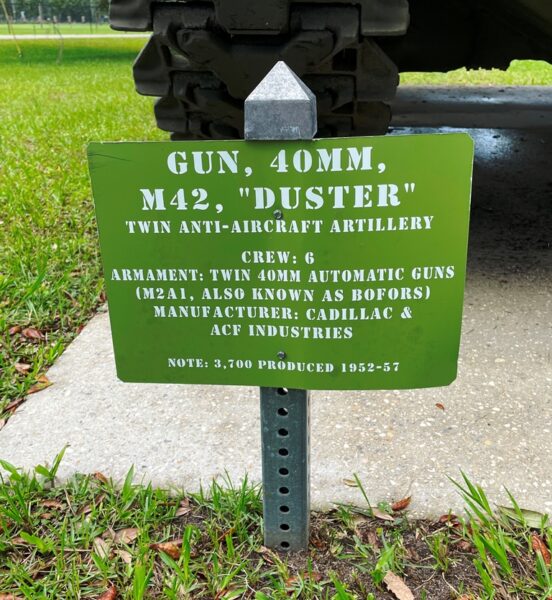 GUN, 40MM,
M42, "DUSTER"
TWIN ANTI-AIRCRAFT ARTILLERY
CREW: 6
ARMAMENT: TWIN 40MM AUTOMATIC GUNS
(M2A1, ALSO KNOWN AS BOFORS)
MANUFACTURER: CADILLAC &
ACF INDUSTRIES
NOTE: 3,700 PRODUCED 1952-57